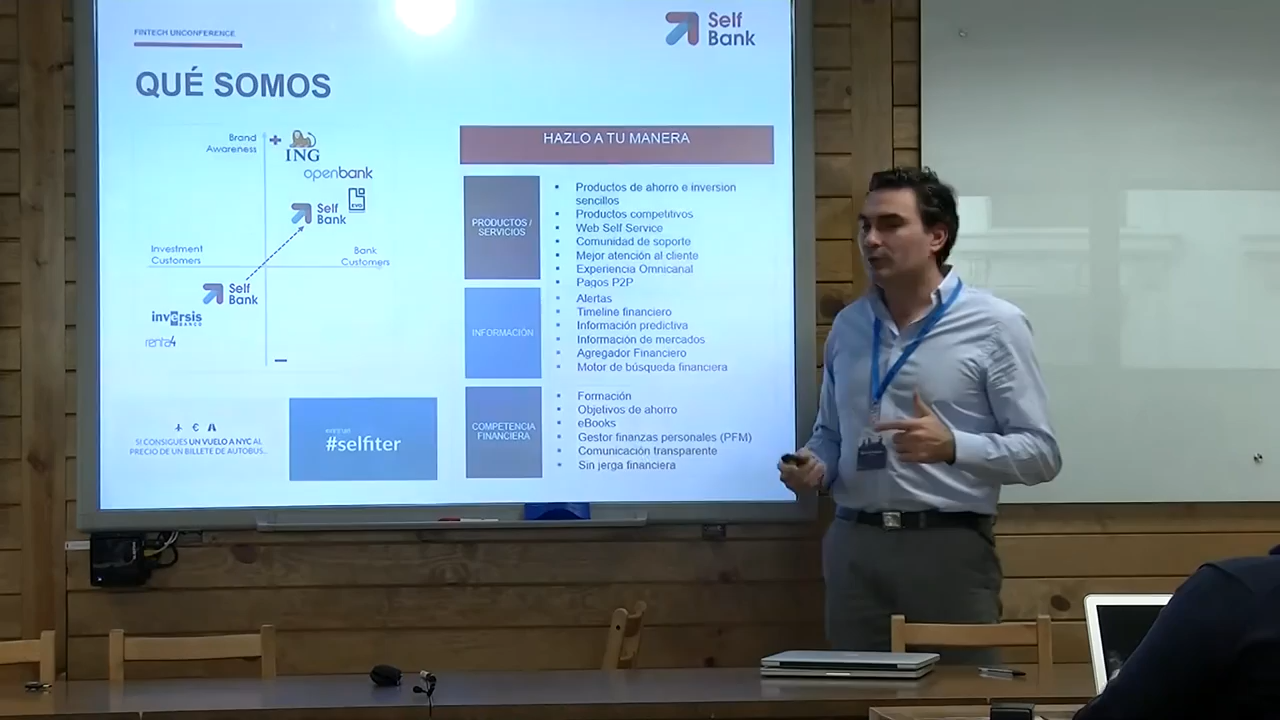 FINTECH UNCONFERENCE
Self
Bank
QUÉ SOMOS
Brand
Awareness
+
ING
openbank
EVO
Self
Bank
Investment
Customers
Bank
Customers
Self
Bank
inversis
BANCO
renta4
−
SI CONSIGUES UN VUELO A NYC AL
PRECIO DE UN BILLETE DE AUTOBUS..
#selfiter
HAZLO A TU MANERA
PRODUCTOS /
SERVICIOS
Productos de ahorro e inversion
sencillos
Productos competitivos
Web Self Service
Comunidad de soporte
Mejor atención al cliente
Experiencia Omnicanal
Pagos P2P
INFORMACIÓN
Alertas
Timeline financiero
Información predictiva
Información de mercados
Agregador Financiero
Motor de búsqueda financiera
COMPETENCIA
FINANCIERA
Formación
Objetivos de ahorro
eBooks
Gestor finanzas personales (PFM)
Comunicación transparente
Sin jerga financiera